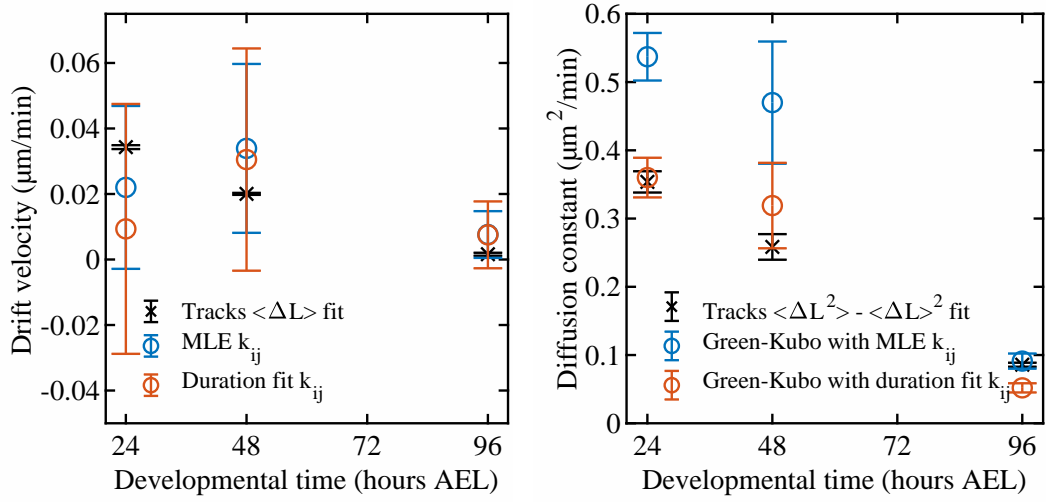 Drift velocity (μm/min)
0.06
0.04
0.02
0
-0.02
-0.04
Tracks <ΔL> fit
MLE k_ij
Duration fit k_ij
24 48 72 96
Developmental time (hours AEL)
Diffusion constant (μm²/min)
0.6
0.5
0.4
0.3
0.2
0.1
0
Tracks <ΔL²> - <ΔL>² fit
Green-Kubo with MLE k_ij
Green-Kubo with duration fit k_ij
24 48 72 96
Developmental time (hours AEL)